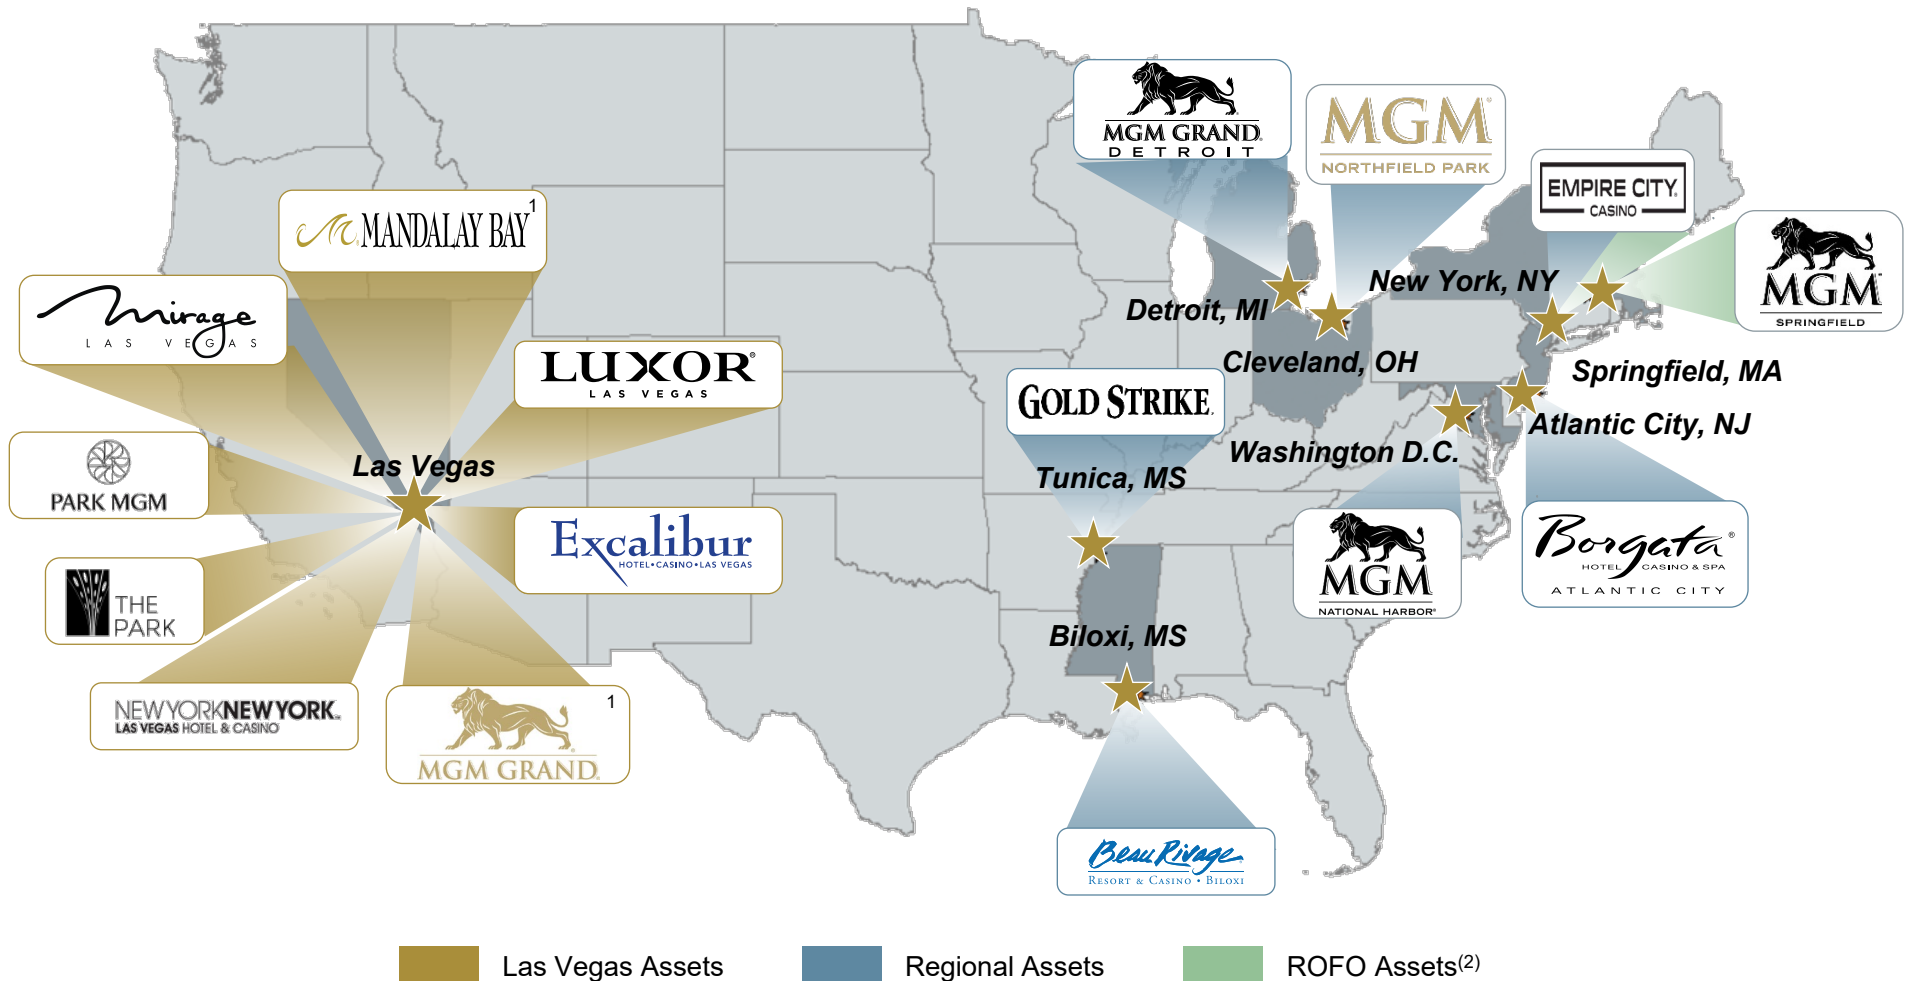 MGM GRAND
DETROIT
MGM
NORTHFIELD PARK
EMPIRE CITY
CASINO
MGM
SPRINGFIELD
MANDALAY BAY 1
Mirage
LAS VEGAS
LUXOR®
LAS VEGAS
New York, NY
Detroit, MI
Cleveland, OH
Springfield, MA
GOLD STRIKE
Atlantic City, NJ
Washington D.C.
Las Vegas
Tunica, MS
PARK MGM
Excalibur
HOTEL•CASINO•LAS VEGAS
MGM
NATIONAL HARBOR®
Borgata®
HOTEL CASINO & SPA
ATLANTIC CITY
THE
PARK
Biloxi, MS
NEWYORKNEWYORK
LAS VEGAS HOTEL & CASINO
1
MGM GRAND
Beau Rivage
RESORT & CASINO • BILOXI
Las Vegas Assets
Regional Assets
ROFO Assets(2)